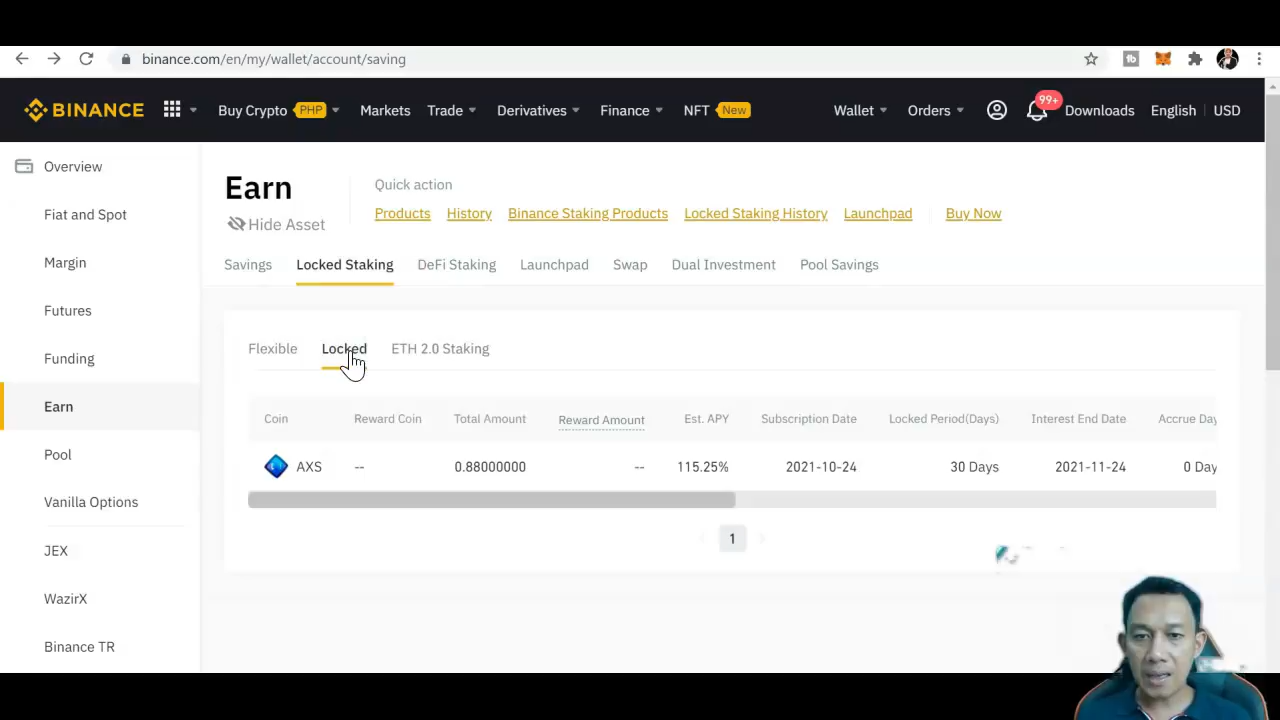 binance.com/en/my/wallet/account/saving
BINANCE Buy Crypto PHP Markets Trade Derivatives Finance NFT New Wallet Orders 99+ Downloads English USD
Overview
Fiat and Spot
Margin
Futures
Funding
Earn
Pool
Vanilla Options
JEX
WazirX
Binance TR
Earn
Hide Asset
Quick action
Products History Binance Staking Products Locked Staking History Launchpad Buy Now
Savings Locked Staking DeFi Staking Launchpad Swap Dual Investment Pool Savings
Flexible Locked ETH 2.0 Staking
Coin Reward Coin Total Amount Reward Amount Est. APY Subscription Date Locked Period(Days) Interest End Date Accrue Day
AXS -- 0.88000000 -- 115.25% 2021-10-24 30 Days 2021-11-24 0 Day
1